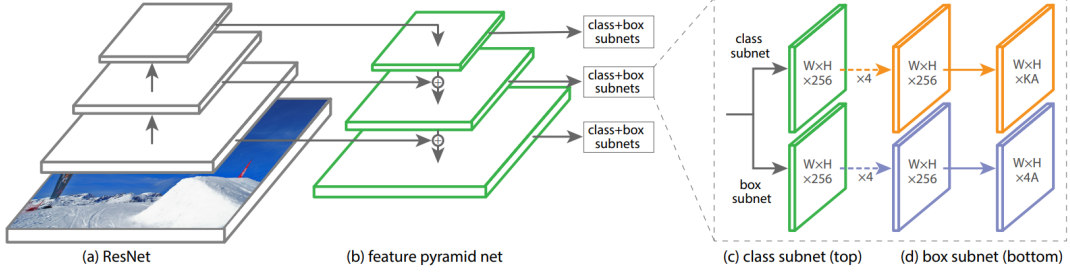 class+box
subnets
class+box
subnets
class+box
subnets
+
+
class
subnet
W×H
×256
×4
W×H
×256
W×H
×KA
W×H
×256
×4
W×H
×256
W×H
×4A
box
subnet
(a) ResNet
(b) feature pyramid net
(c) class subnet (top)
(d) box subnet (bottom)